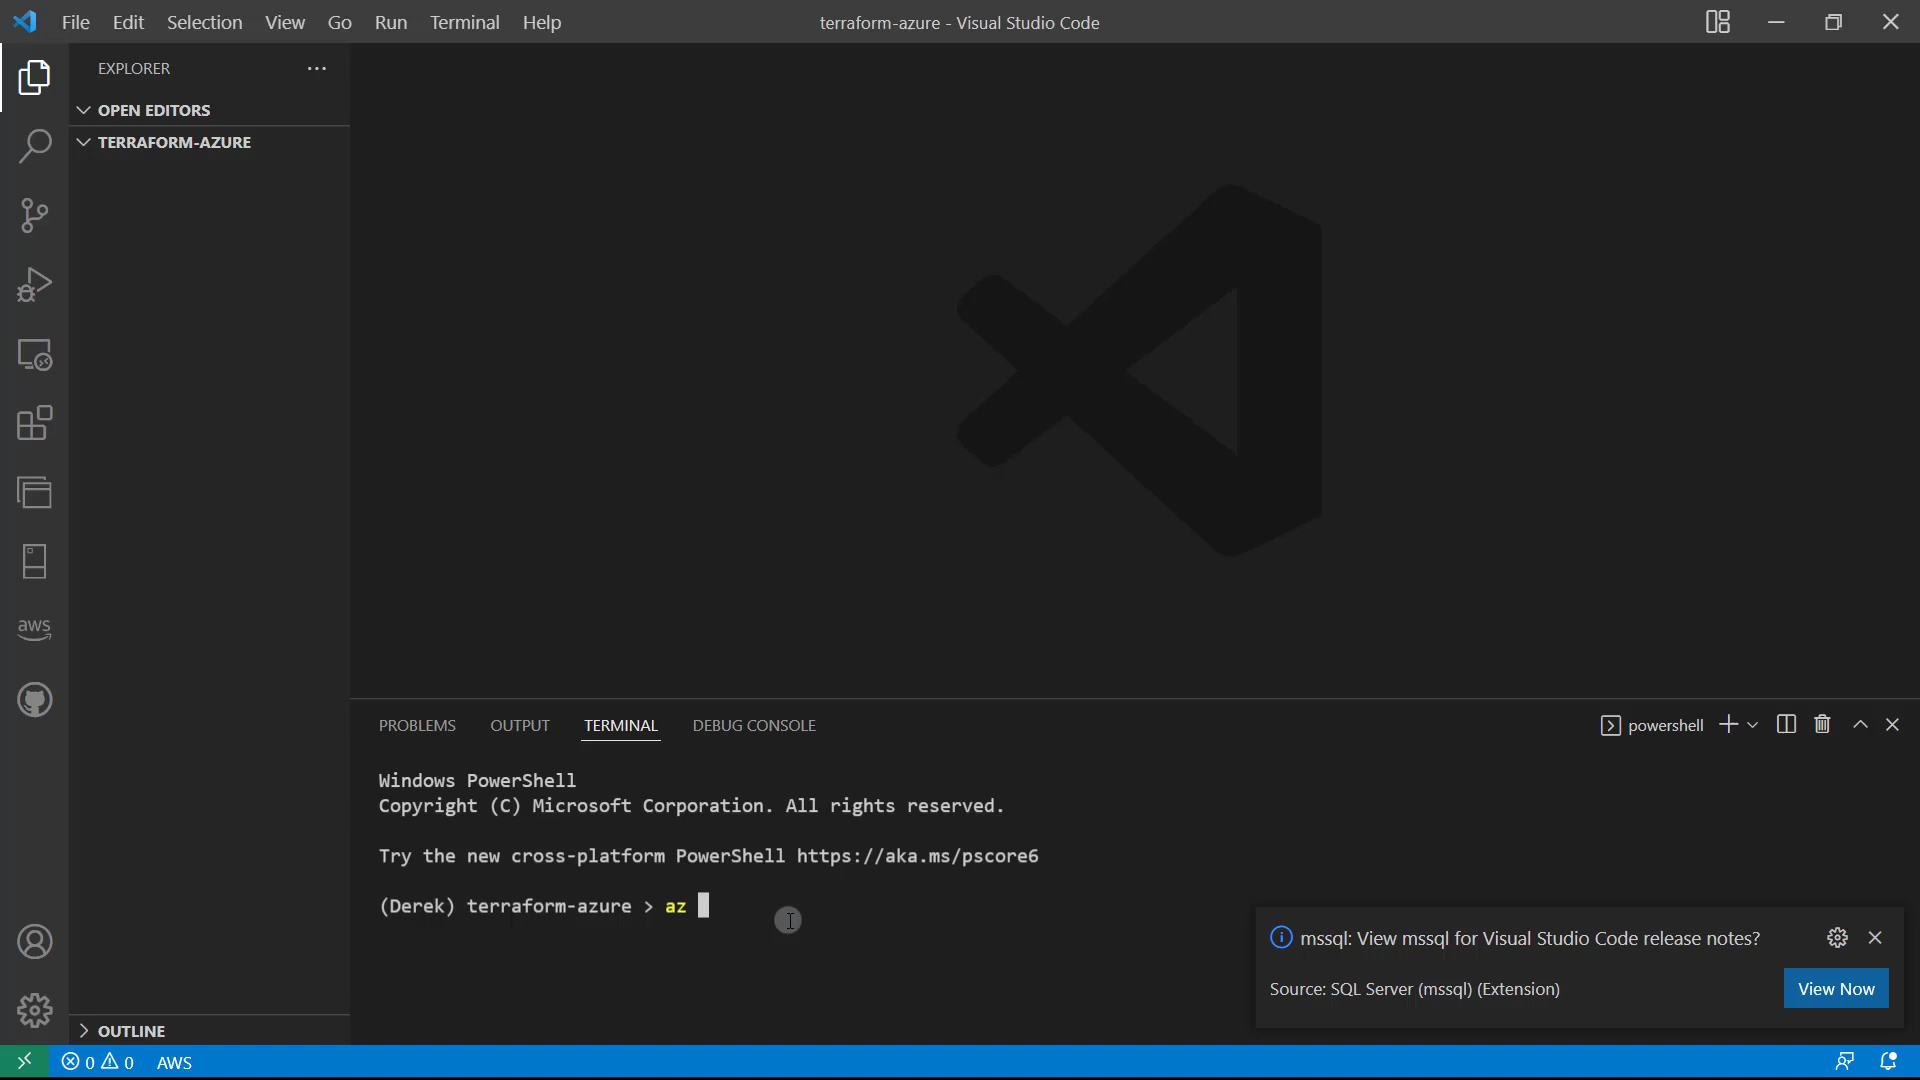 File Edit Selection View Go Run Terminal Help
terraform-azure - Visual Studio Code
EXPLORER
OPEN EDITORS
TERRAFORM-AZURE
aws
OUTLINE
PROBLEMS OUTPUT TERMINAL DEBUG CONSOLE
powershell
Windows PowerShell
Copyright (C) Microsoft Corporation. All rights reserved.
Try the new cross-platform PowerShell https://aka.ms/pscore6
(Derek) terraform-azure > az
mssql: View mssql for Visual Studio Code release notes?
Source: SQL Server (mssql) (Extension)
View Now
0 0 AWS